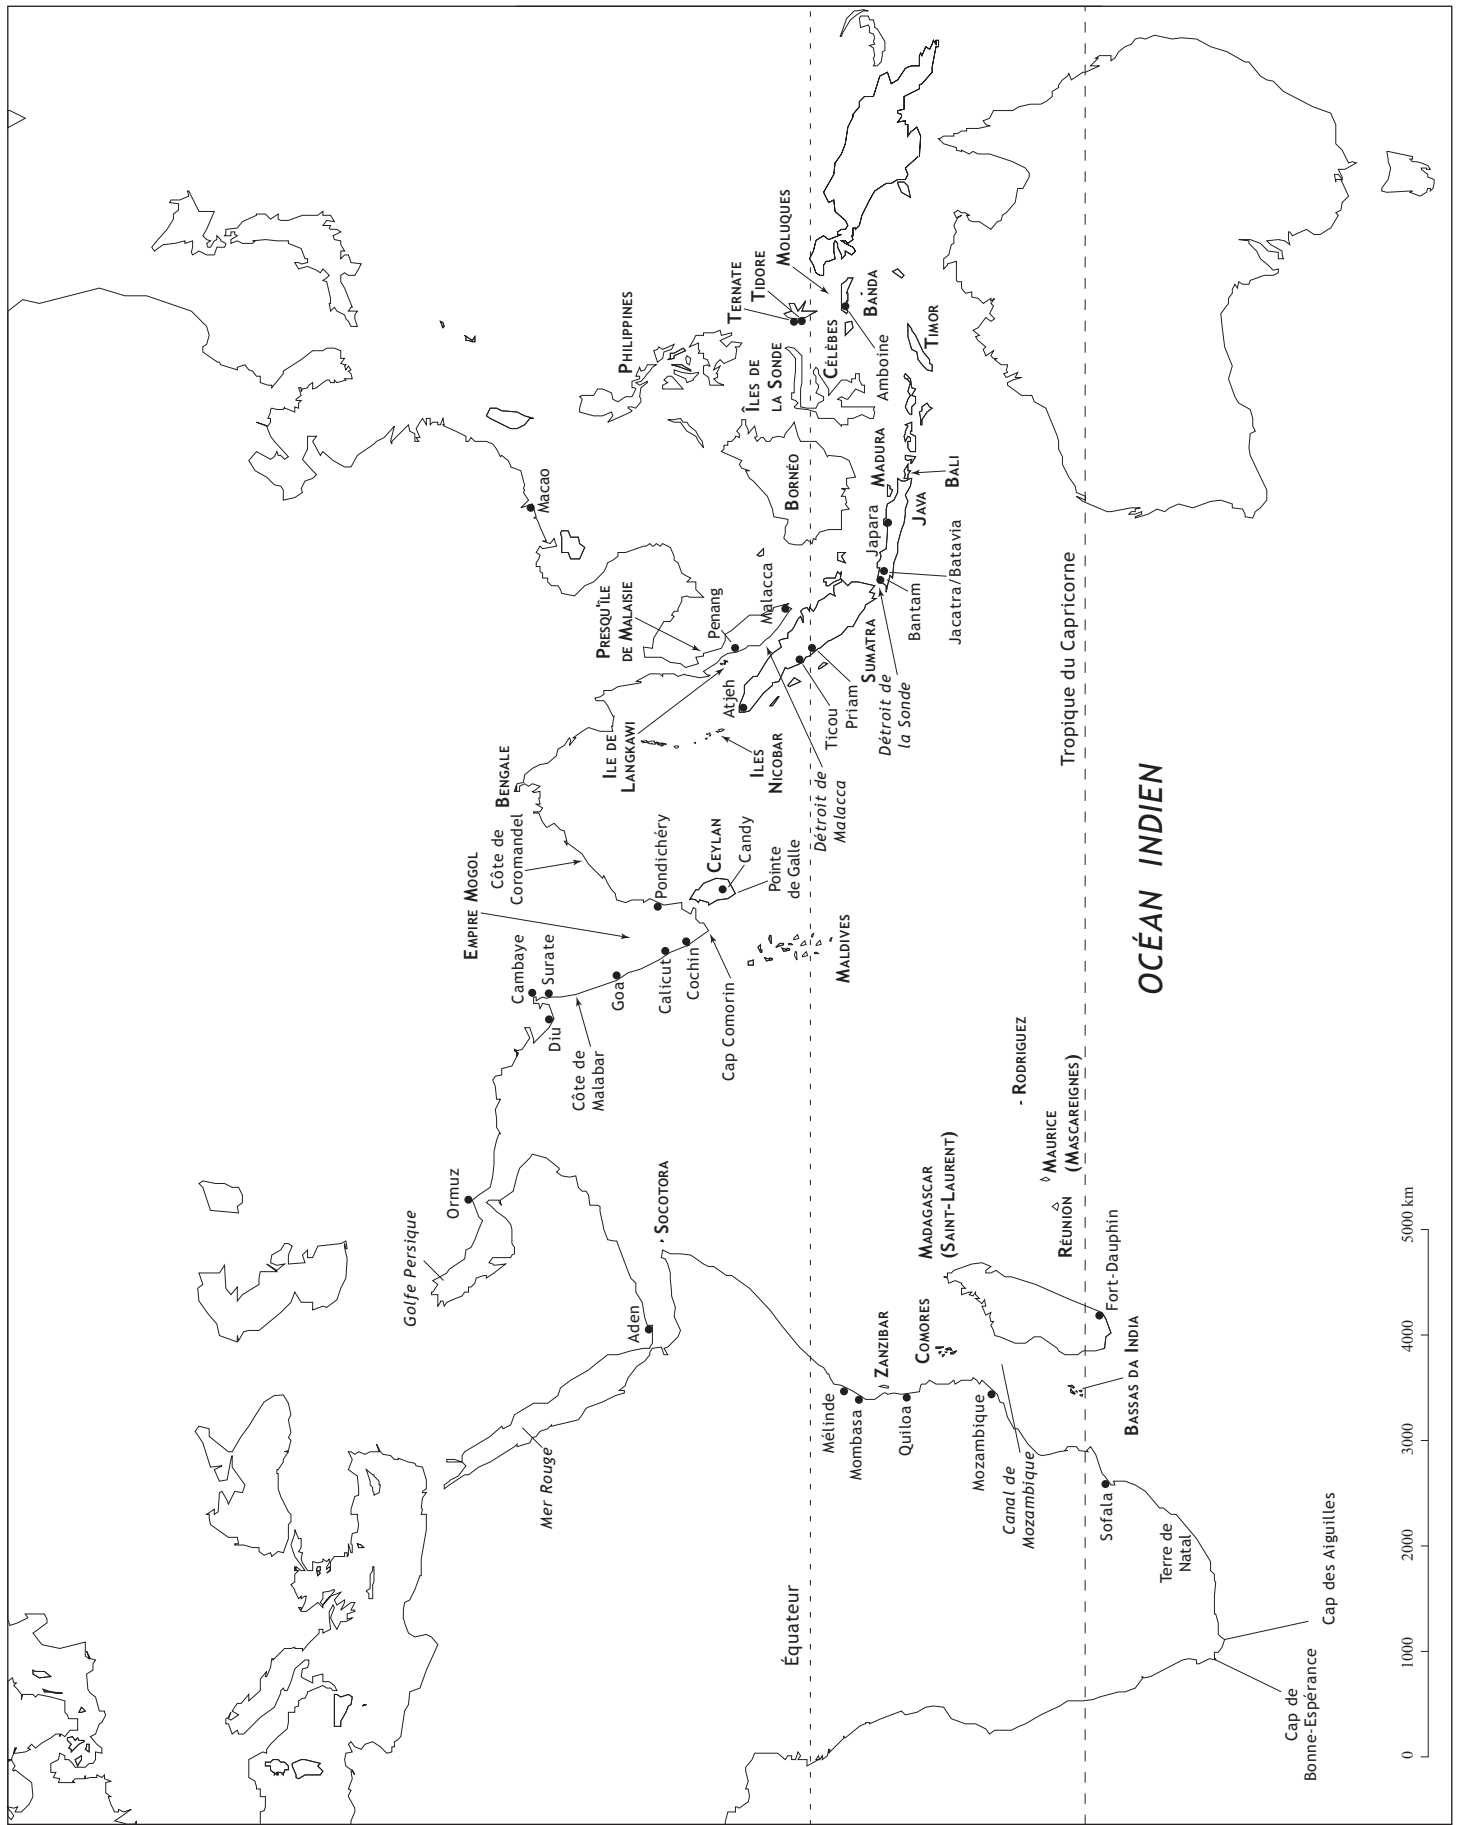 Mer Rouge
Golfe Persique
Ormuz
Aden
Socotora
Empire Mogol
Cambaye
Surate
Diu
Côte de
Malabar
Goa
Calicut
Cochin
Cap Comorin
Côte de
Coromandel
Bengale
Pondichéry
Ceylan
Candy
Pointe
de Galle
Maldives
Ile de
Langkawi
Iles
Nicobar
Presqu'île
de Malaisie
Penang
Malacca
Atjeh
Détroit de
Malacca
Ticou
Priam
Sumatra
Détroit de
la Sonde
Macao
Philippines
Bornéo
Îles de
la Sonde
Ternate
Tidore
Moluques
Célèbes
Banda
Amboine
Timor
Madura
Japara
Java
Bali
Bantam
Jacatra/Batavia
Équateur
Mélinde
Mombasa
Zanzibar
Quiloa
Comores
Mozambique
Canal de
Mozambique
Madagascar
(Saint-Laurent)
Fort-Dauphin
Réunion
Maurice
(Mascareignes)
Rodriguez
Bassas da India
Tropique du Capricorne
OCÉAN INDIEN
Sofala
Terre de
Natal
Cap des Aiguilles
Cap de
Bonne-Espérance
0 1000 2000 3000 4000 5000 km